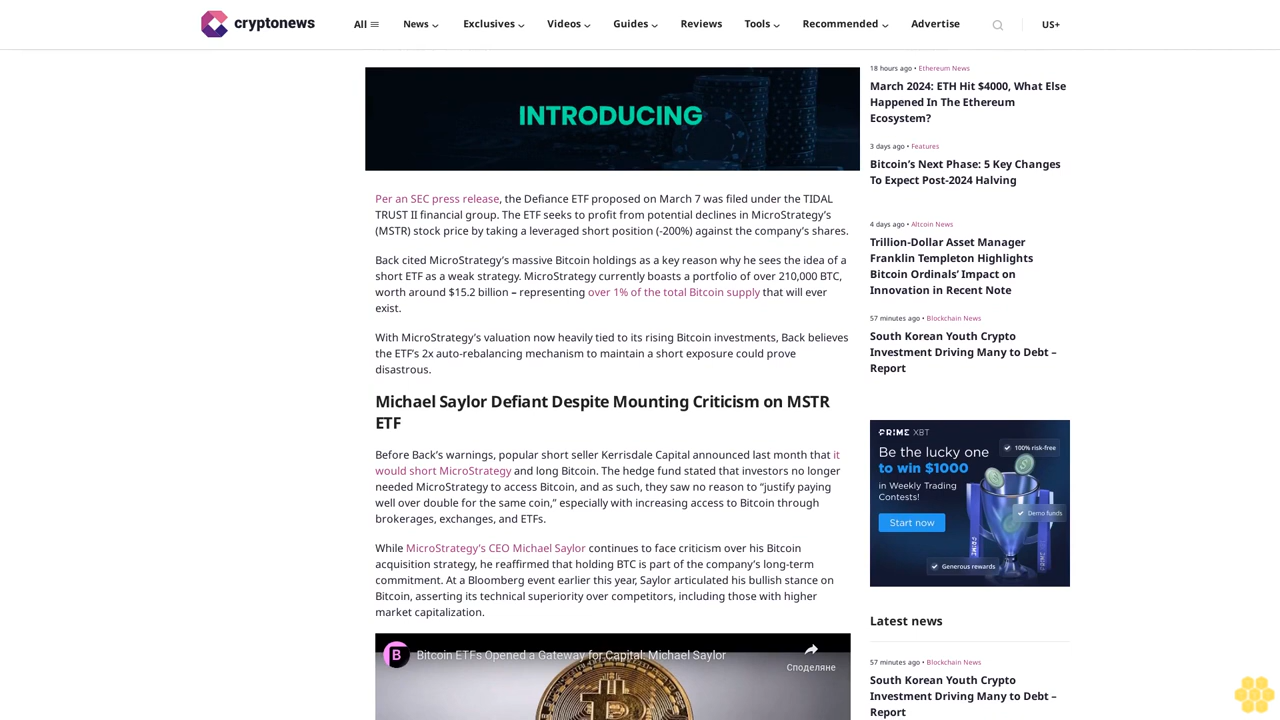 cryptonews
All
News
Exclusives
Videos
Guides
Reviews
Tools
Recommended
Advertise
US+
INTRODUCING
Per an SEC press release, the Defiance ETF proposed on March 7 was filed under the TIDAL
TRUST II financial group. The ETF seeks to profit from potential declines in MicroStrategy's
(MSTR) stock price by taking a leveraged short position (-200%) against the company's shares.
Back cited MicroStrategy's massive Bitcoin holdings as a key reason why he sees the idea of a
short ETF as a weak strategy. MicroStrategy currently boasts a portfolio of over 210,000 BTC,
worth around $15.2 billion – representing over 1% of the total Bitcoin supply that will ever
exist.
With MicroStrategy's valuation now heavily tied to its rising Bitcoin investments, Back believes
the ETF's 2x auto-rebalancing mechanism to maintain a short exposure could prove
disastrous.
Michael Saylor Defiant Despite Mounting Criticism on MSTR
ETF
Before Back's warnings, popular short seller Kerrisdale Capital announced last month that it
would short MicroStrategy and long Bitcoin. The hedge fund stated that investors no longer
needed MicroStrategy to access Bitcoin, and as such, they saw no reason to "justify paying
well over double for the same coin," especially with increasing access to Bitcoin through
brokerages, exchanges, and ETFs.
While MicroStrategy's CEO Michael Saylor continues to face criticism over his Bitcoin
acquisition strategy, he reaffirmed that holding BTC is part of the company's long-term
commitment. At a Bloomberg event earlier this year, Saylor articulated his bullish stance on
Bitcoin, asserting its technical superiority over competitors, including those with higher
market capitalization.
B
Bitcoin ETFs Opened a Gateway for Capital: Michael Saylor
Споделяне
18 hours ago • Ethereum News
March 2024: ETH Hit $4000, What Else
Happened In The Ethereum
Ecosystem?
3 days ago • Features
Bitcoin's Next Phase: 5 Key Changes
To Expect Post-2024 Halving
4 days ago • Altcoin News
Trillion-Dollar Asset Manager
Franklin Templeton Highlights
Bitcoin Ordinals' Impact on
Innovation in Recent Note
57 minutes ago • Blockchain News
South Korean Youth Crypto
Investment Driving Many to Debt –
Report
PRIME XBT
100% risk-free
Be the lucky one
to win $1000
in Weekly Trading
Contests!
Demo funds
Start now
Generous rewards
Latest news
57 minutes ago • Blockchain News
South Korean Youth Crypto
Investment Driving Many to Debt –
Report